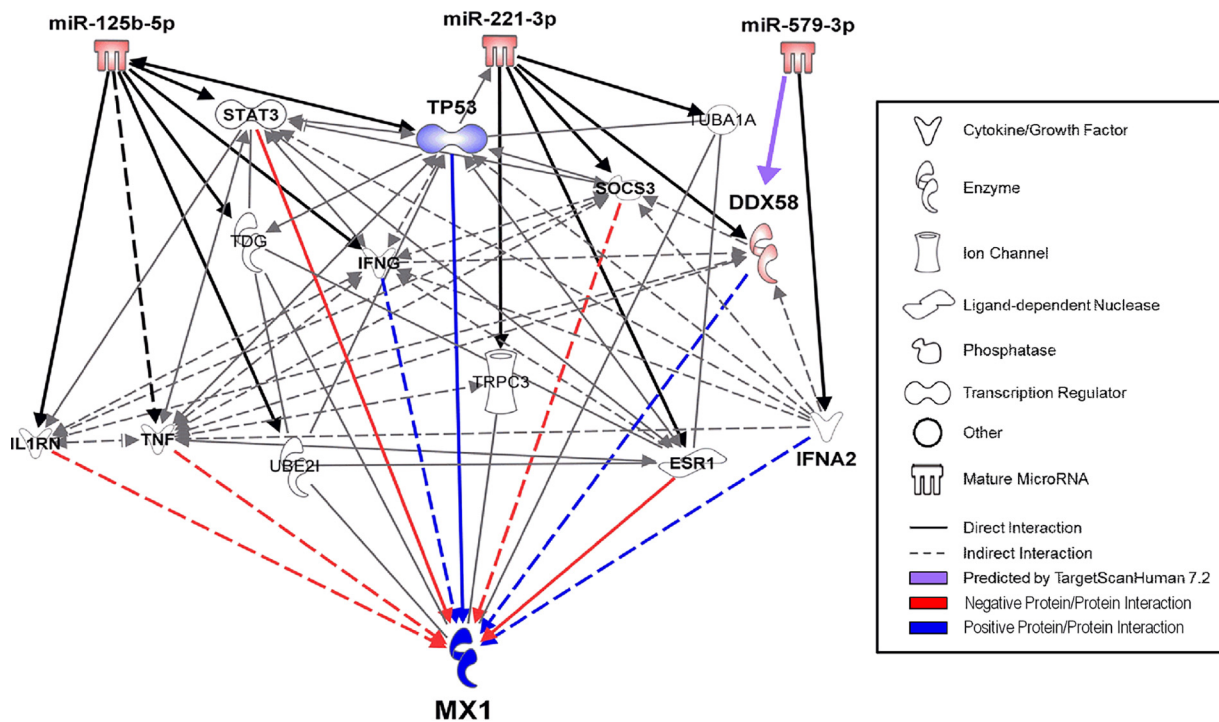 miR-125b-5p
miR-221-3p
miR-579-3p
STAT3
TP53
TUBA1A
SOCS3
DDX58
TDG
IFNG
TRPC3
IL1RN
TNF
UBE2I
ESR1
IFNA2
MX1
Cytokine/Growth Factor
Enzyme
Ion Channel
Ligand-dependent Nuclease
Phosphatase
Transcription Regulator
Other
Mature MicroRNA
Direct Interaction
Indirect Interaction
Predicted by TargetScanHuman 7.2
Negative Protein/Protein Interaction
Positive Protein/Protein Interaction